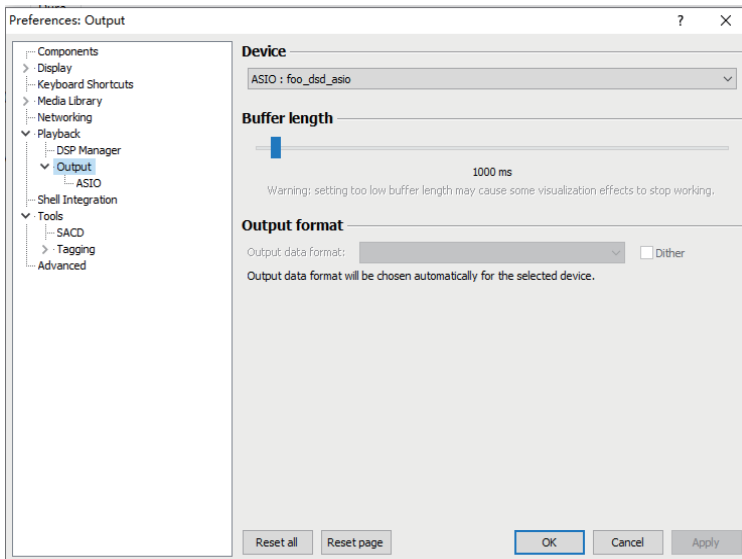 Preferences: Output
?
Components
Display
Keyboard Shortcuts
Media Library
Networking
Playback
DSP Manager
Output
ASIO
Shell Integration
Tools
SACD
Tagging
Advanced
Device
ASIO : foo_dsd_asio
Buffer length
1000 ms
Warning: setting too low buffer length may cause some visualization effects to stop working.
Output format
Output data format:
Dither
Output data format will be chosen automatically for the selected device.
Reset all
Reset page
OK
Cancel
Apply